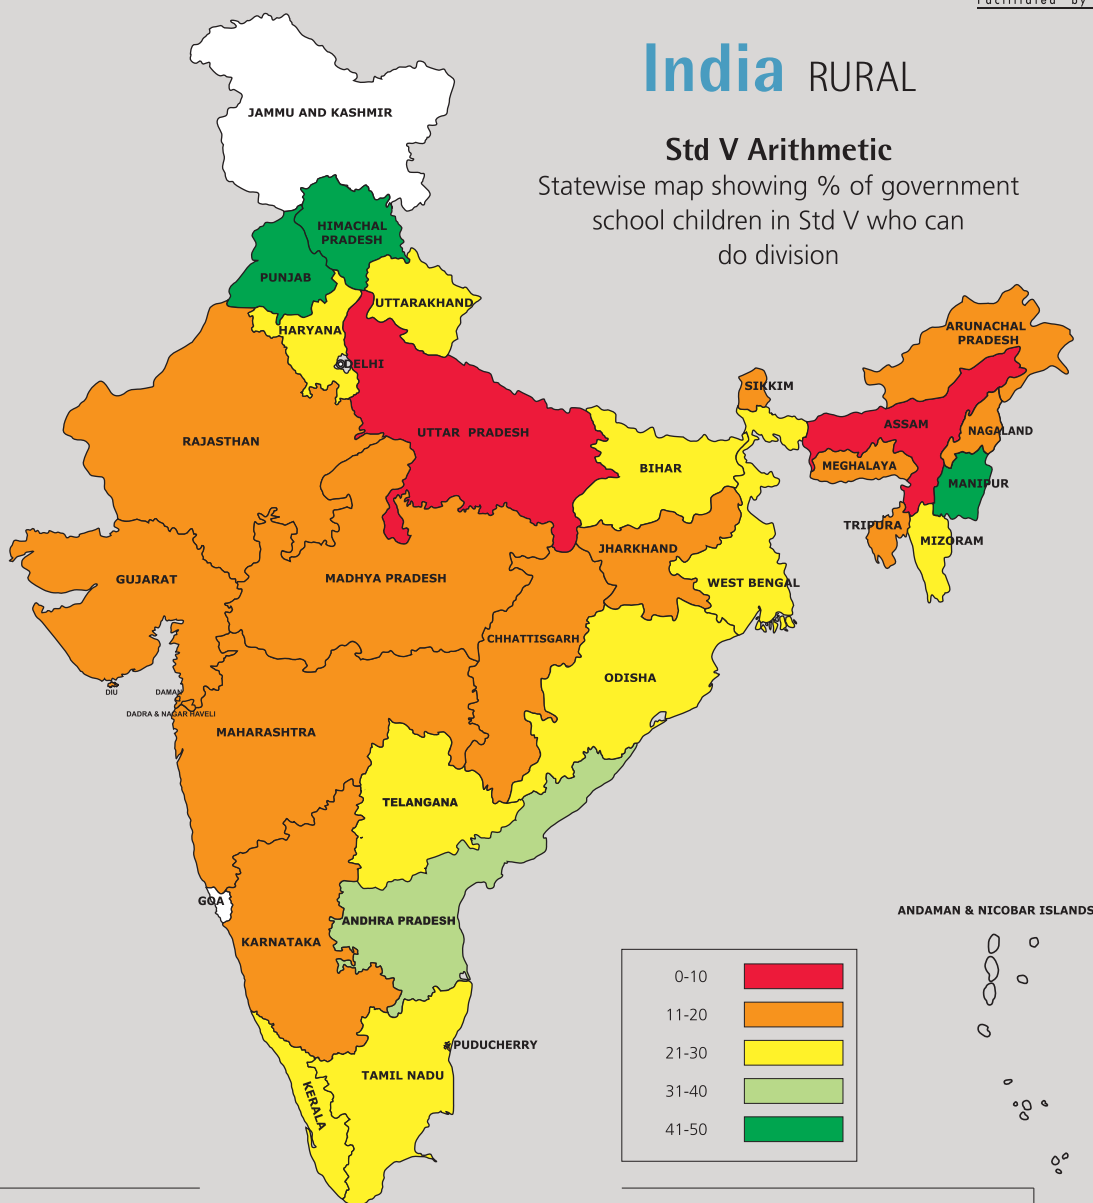 Facilitated by
India RURAL
Std V Arithmetic
Statewise map showing % of government
school children in Std V who can
do division
JAMMU AND KASHMIR
HIMACHAL
PRADESH
PUNJAB
UTTARAKHAND
HARYANA
DELHI
ARUNACHAL
PRADESH
SIKKIM
RAJASTHAN
UTTAR PRADESH
ASSAM
NAGALAND
BIHAR
MEGHALAYA
MANIPUR
TRIPURA
MIZORAM
JHARKHAND
GUJARAT
MADHYA PRADESH
WEST BENGAL
CHHATTISGARH
ODISHA
DIU
DAMAN
DADRA & NAGAR HAVELI
MAHARASHTRA
TELANGANA
GOA
ANDHRA PRADESH
ANDAMAN & NICOBAR ISLANDS
KARNATAKA
PUDUCHERRY
TAMIL NADU
KERALA
0-10
11-20
21-30
31-40
41-50